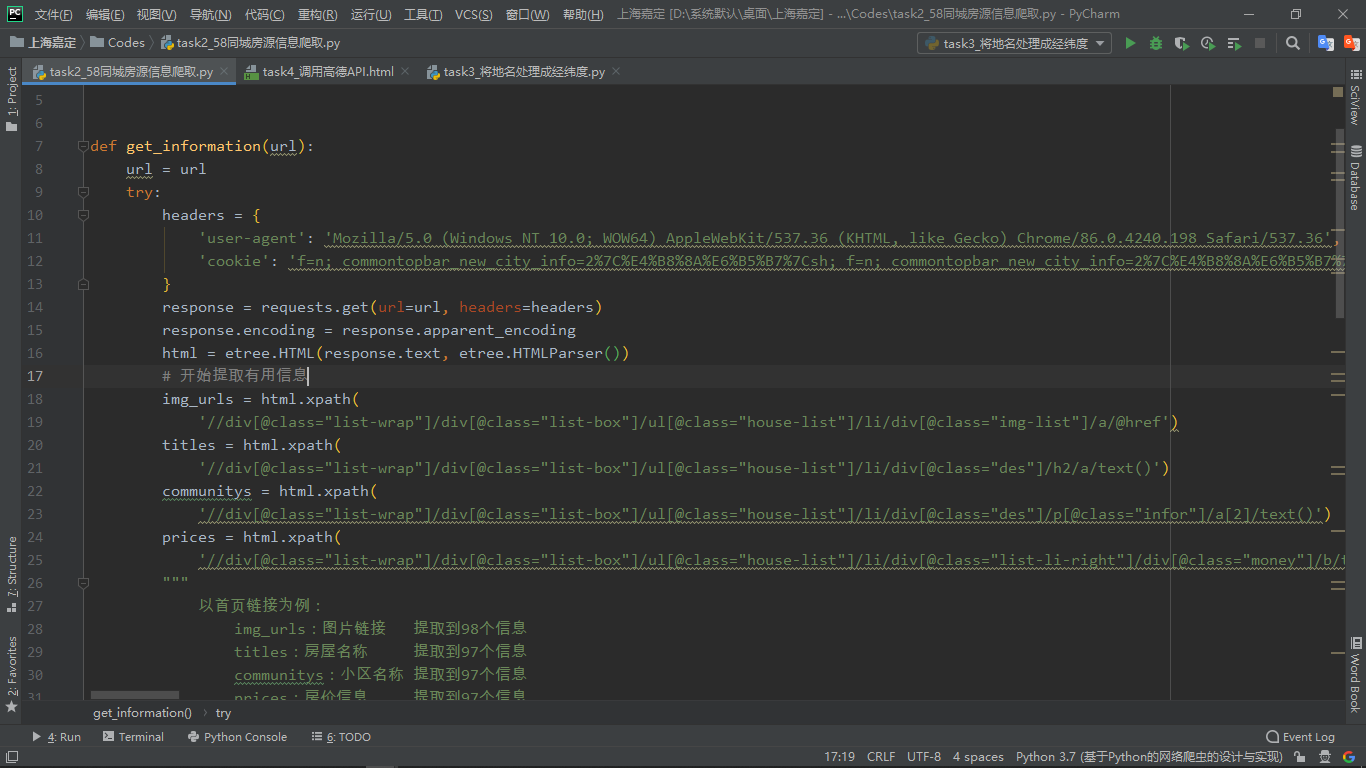 文件(F) 编辑(E) 视图(V) 导航(N) 代码(C) 重构(R) 运行(U) 工具(T) VCS(S) 窗口(W) 帮助(H) 上海嘉定 [D:\系统默认\桌面\上海嘉定] - ...\Codes\task2_58同城房源信息爬取.py - PyCharm
上海嘉定 Codes task2_58同城房源信息爬取.py task3_将地名处理成经纬度
task2_58同城房源信息爬取.py task4_调用高德API.html task3_将地名处理成经纬度.py
1: Project
7: Structure
2: Favorites
SciView
Database
Word Book
5
6
7 def get_information(url):
8 url = url
9 try:
10 headers = {
11 'user-agent': 'Mozilla/5.0 (Windows NT 10.0; WOW64) AppleWebKit/537.36 (KHTML, like Gecko) Chrome/86.0.4240.198 Safari/537.36',
12 'cookie': 'f=n; commontopbar_new_city_info=2%7C%E4%B8%8A%E6%B5%B7%7Csh; f=n; commontopbar_new_city_info=2%7C%E4%B8%8A%E6%B5%B7%
13 }
14 response = requests.get(url=url, headers=headers)
15 response.encoding = response.apparent_encoding
16 html = etree.HTML(response.text, etree.HTMLParser())
17 # 开始提取有用信息
18 img_urls = html.xpath(
19 '//div[@class="list-wrap"]/div[@class="list-box"]/ul[@class="house-list"]/li/div[@class="img-list"]/a/@href')
20 titles = html.xpath(
21 '//div[@class="list-wrap"]/div[@class="list-box"]/ul[@class="house-list"]/li/div[@class="des"]/h2/a/text()')
22 communitys = html.xpath(
23 '//div[@class="list-wrap"]/div[@class="list-box"]/ul[@class="house-list"]/li/div[@class="des"]/p[@class="infor"]/a[2]/text()')
24 prices = html.xpath(
25 '//div[@class="list-wrap"]/div[@class="list-box"]/ul[@class="house-list"]/li/div[@class="list-li-right"]/div[@class="money"]/b/t
26 """
27 以首页链接为例：
28 img_urls：图片链接 提取到98个信息
29 titles：房屋名称 提取到97个信息
30 communitys：小区名称 提取到97个信息
31 prices：房价信息 提取到97个信息
get_information() › try
4: Run Terminal Python Console 6: TODO Event Log
17:19 CRLF UTF-8 4 spaces Python 3.7 (基于Python的网络爬虫的设计与实现)